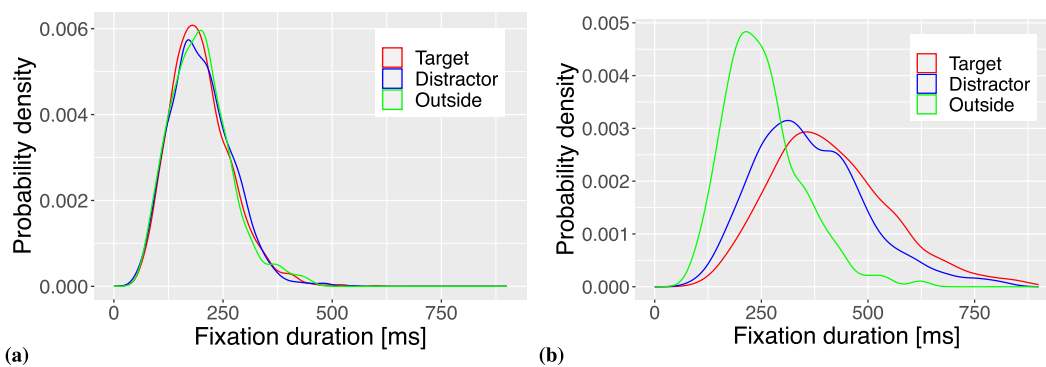 Probability density
0.006
0.004
0.002
0.000
Target
Distractor
Outside
0
250
500
750
Fixation duration [ms]
(a)
Probability density
0.005
0.004
0.003
0.002
0.001
0.000
Target
Distractor
Outside
0
250
500
750
Fixation duration [ms]
(b)